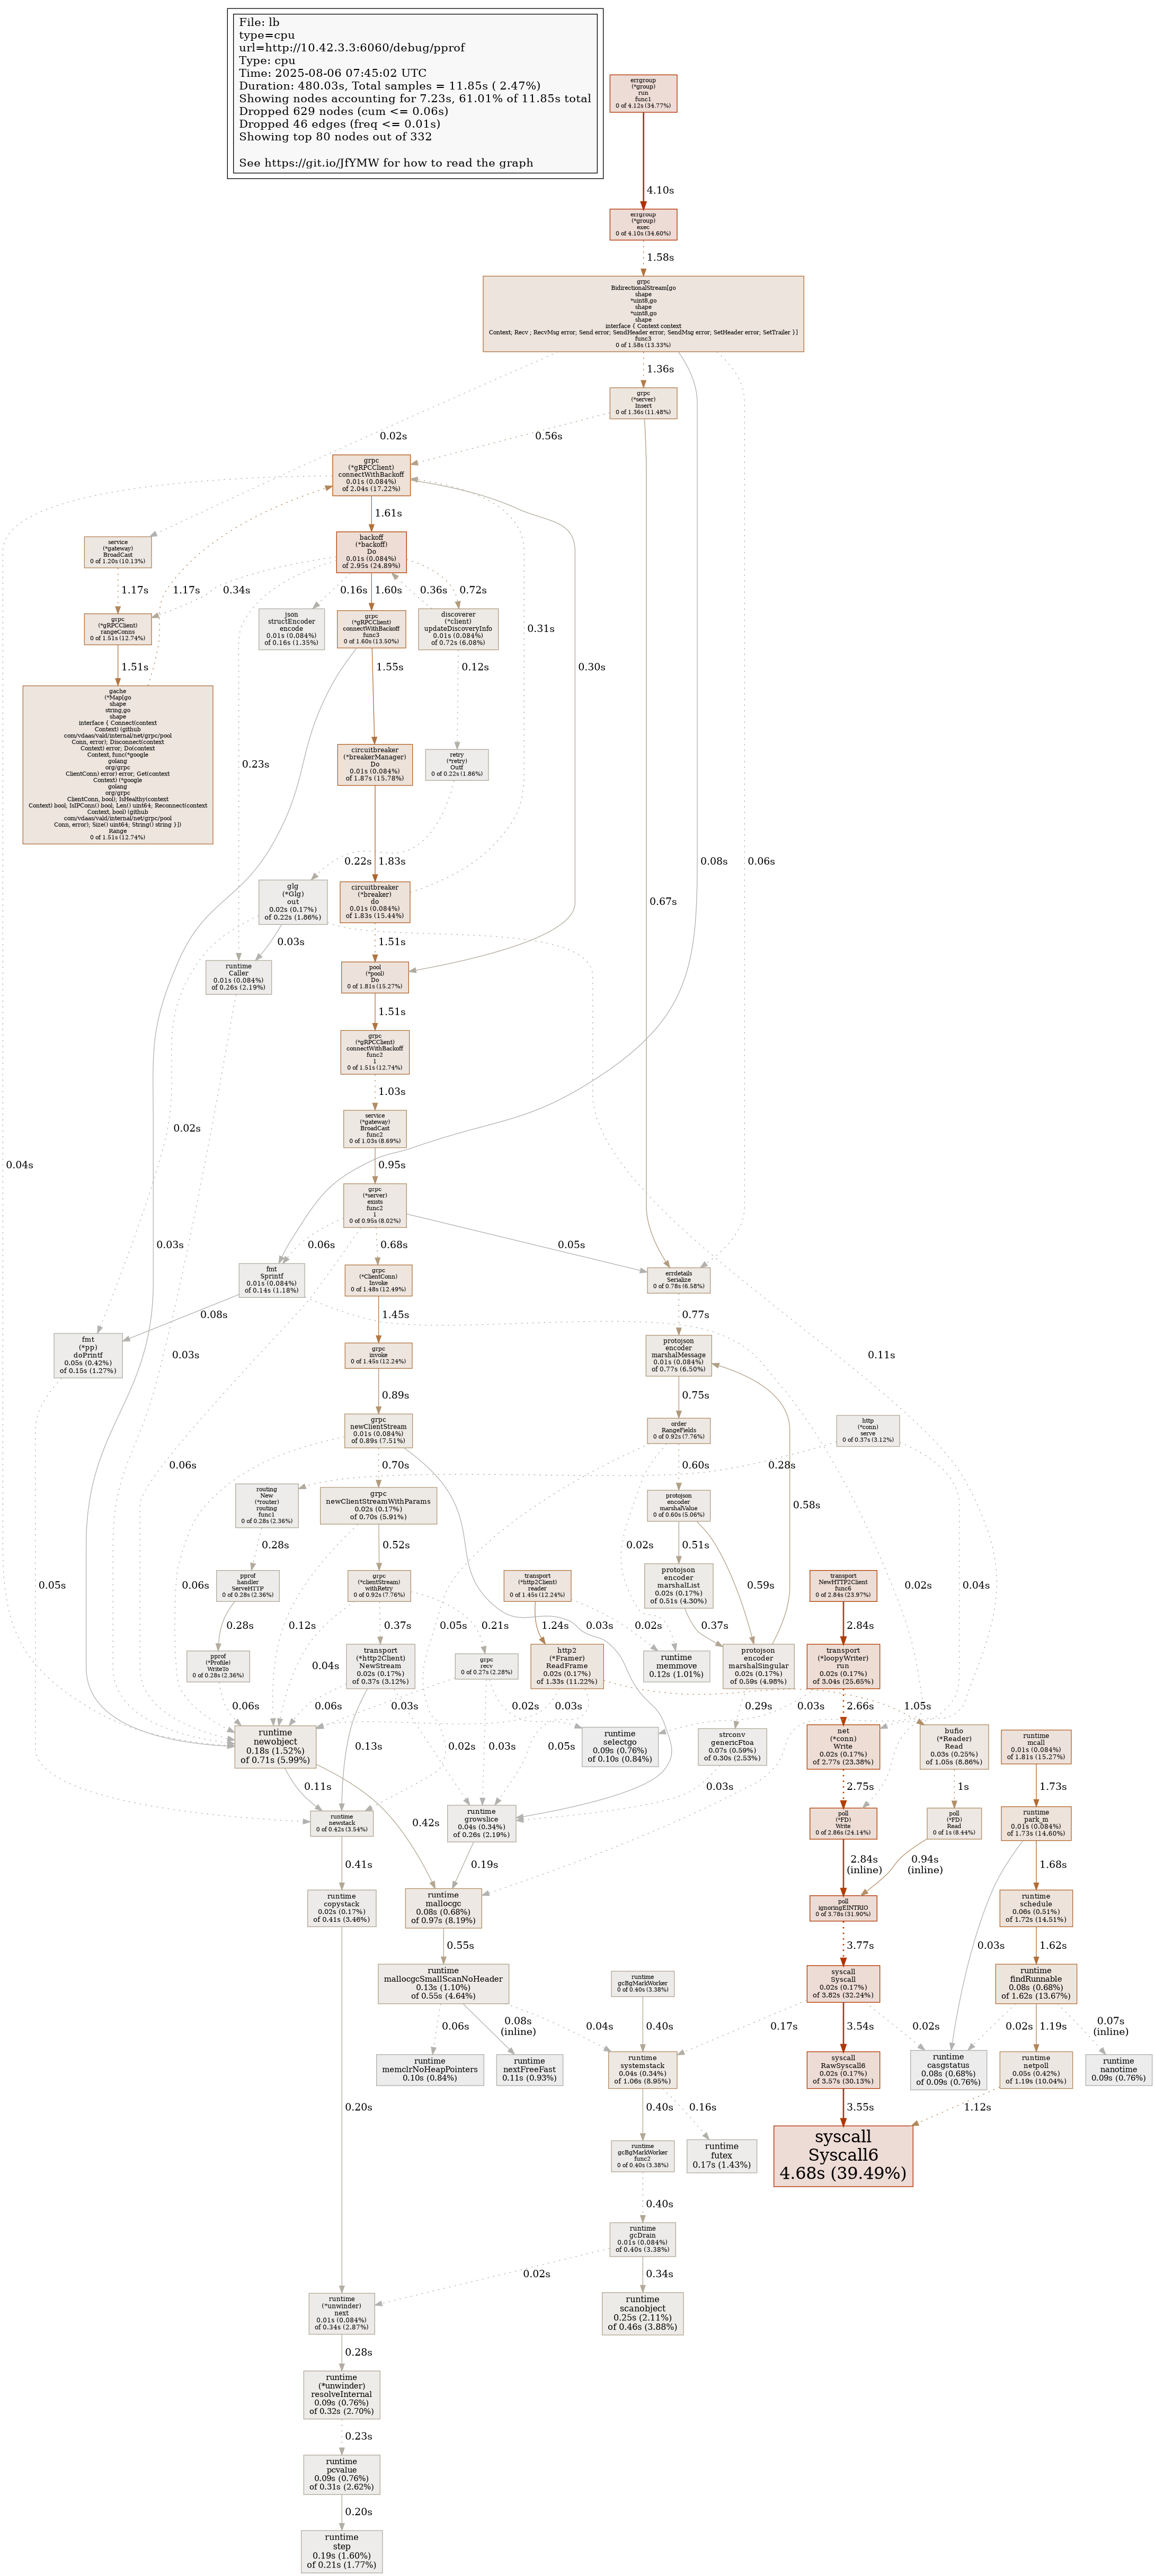 File: lb
type=cpu
url=http://10.42.3.3:6060/debug/pprof
Type: cpu
Time: 2025-08-06 07:45:02 UTC
Duration: 480.03s, Total samples = 11.85s ( 2.47%)
Showing nodes accounting for 7.23s, 61.01% of 11.85s total
Dropped 629 nodes (cum <= 0.06s)
Dropped 46 edges (freq <= 0.01s)
Showing top 80 nodes out of 332
See https://git.io/JfYMW for how to read the graph
errgroup
(*group)
run
func1
0 of 4.12s (34.77%)
4.10s
errgroup
(*group)
exec
0 of 4.10s (34.60%)
1.58s
grpc
BidirectionalStream[go
shape
*uint8,go
shape
*uint8,go
shape
interface { Context context
Context; Recv ; RecvMsg error; Send error; SendHeader error; SendMsg error; SetHeader error; SetTrailer }]
func3
0 of 1.58s (13.33%)
1.36s
grpc
(*server)
Insert
0 of 1.36s (11.48%)
0.02s
0.56s
grpc
(*gRPCClient)
connectWithBackoff
0.01s (0.084%)
of 2.04s (17.22%)
1.61s
service
(*gateway)
BroadCast
0 of 1.20s (10.13%)
backoff
(*backoff)
Do
0.01s (0.084%)
of 2.95s (24.89%)
1.17s
1.17s
0.34s
0.16s
1.60s
0.36s
0.72s
grpc
(*gRPCClient)
rangeConns
0 of 1.51s (12.74%)
json
structEncoder
encode
0.01s (0.084%)
of 0.16s (1.35%)
grpc
(*gRPCClient)
connectWithBackoff
func3
0 of 1.60s (13.50%)
discoverer
(*client)
updateDiscoveryInfo
0.01s (0.084%)
of 0.72s (6.08%)
0.31s
1.51s
1.55s
0.12s
0.30s
gache
(*Map[go
shape
string,go
shape
interface { Connect(context
Context) (github
com/vdaas/vald/internal/net/grpc/pool
Conn, error); Disconnect(context
Context) error; Do(context
Context, func(*google
golang
org/grpc
ClientConn) error) error; Get(context
Context) (*google
golang
org/grpc
ClientConn, bool); IsHealthy(context
Context) bool; IsIPConn() bool; Len() uint64; Reconnect(context
Context, bool) (github
com/vdaas/vald/internal/net/grpc/pool
Conn, error); Size() uint64; String() string }])
Range
0 of 1.51s (12.74%)
0.23s
circuitbreaker
(*breakerManager)
Do
0.01s (0.084%)
of 1.87s (15.78%)
retry
(*retry)
Outf
0 of 0.22s (1.86%)
0.22s
1.83s
0.08s
0.06s
glg
(*Glg)
out
0.02s (0.17%)
of 0.22s (1.86%)
circuitbreaker
(*breaker)
do
0.01s (0.084%)
of 1.83s (15.44%)
0.67s
0.03s
1.51s
runtime
Caller
0.01s (0.084%)
of 0.26s (2.19%)
pool
(*pool)
Do
0 of 1.81s (15.27%)
1.51s
grpc
(*gRPCClient)
connectWithBackoff
func2
1
0 of 1.51s (12.74%)
1.03s
service
(*gateway)
BroadCast
func2
0 of 1.03s (8.69%)
0.02s
0.04s
0.95s
grpc
(*server)
exists
func2
1
0 of 0.95s (8.02%)
0.03s
0.06s
0.68s
0.05s
fmt
Sprintf
0.01s (0.084%)
of 0.14s (1.18%)
grpc
(*ClientConn)
Invoke
0 of 1.48s (12.49%)
errdetails
Serialize
0 of 0.78s (6.58%)
0.08s
1.45s
0.77s
fmt
(*pp)
doPrintf
0.05s (0.42%)
of 0.15s (1.27%)
0.03s
grpc
invoke
0 of 1.45s (12.24%)
protojson
encoder
marshalMessage
0.01s (0.084%)
of 0.77s (6.50%)
0.11s
0.89s
0.75s
grpc
newClientStream
0.01s (0.084%)
of 0.89s (7.51%)
order
RangeFields
0 of 0.92s (7.76%)
http
(*conn)
serve
0 of 0.37s (3.12%)
0.06s
0.70s
0.60s
0.28s
routing
New
(*router)
routing
func1
0 of 0.28s (2.36%)
grpc
newClientStreamWithParams
0.02s (0.17%)
of 0.70s (5.91%)
protojson
encoder
marshalValue
0 of 0.60s (5.06%)
0.58s
0.28s
0.52s
0.02s
0.51s
pprof
handler
ServeHTTP
0 of 0.28s (2.36%)
grpc
(*clientStream)
withRetry
0 of 0.92s (7.76%)
transport
(*http2Client)
reader
0 of 1.45s (12.24%)
protojson
encoder
marshalList
0.02s (0.17%)
of 0.51s (4.30%)
0.59s
transport
NewHTTP2Client
func6
0 of 2.84s (23.97%)
0.05s
0.06s
0.28s
0.12s
0.37s
0.21s
0.05s
1.24s
0.03s
0.02s
0.37s
2.84s
0.02s
0.04s
pprof
(*Profile)
WriteTo
0 of 0.28s (2.36%)
0.04s
transport
(*http2Client)
NewStream
0.02s (0.17%)
of 0.37s (3.12%)
grpc
recv
0 of 0.27s (2.28%)
http2
(*Framer)
ReadFrame
0.02s (0.17%)
of 1.33s (11.22%)
runtime
memmove
0.12s (1.01%)
protojson
encoder
marshalSingular
0.02s (0.17%)
of 0.59s (4.98%)
transport
(*loopyWriter)
run
0.02s (0.17%)
of 3.04s (25.65%)
0.06s
0.06s
0.03s
0.02s
0.03s
0.29s
0.03s
2.66s
1.05s
runtime
newobject
0.18s (1.52%)
of 0.71s (5.99%)
0.13s
0.02s
0.03s
0.05s
runtime
selectgo
0.09s (0.76%)
of 0.10s (0.84%)
strconv
genericFtoa
0.07s (0.59%)
of 0.30s (2.53%)
net
(*conn)
Write
0.02s (0.17%)
of 2.77s (23.38%)
bufio
(*Reader)
Read
0.03s (0.25%)
of 1.05s (8.86%)
runtime
mcall
0.01s (0.084%)
of 1.81s (15.27%)
0.11s
0.03s
2.75s
1s
1.73s
runtime
newstack
0 of 0.42s (3.54%)
0.42s
runtime
growslice
0.04s (0.34%)
of 0.26s (2.19%)
poll
(*FD)
Write
0 of 2.86s (24.14%)
poll
(*FD)
Read
0 of 1s (8.44%)
runtime
park_m
0.01s (0.084%)
of 1.73s (14.60%)
0.41s
0.19s
2.84s
(inline)
0.94s
(inline)
1.68s
runtime
copystack
0.02s (0.17%)
of 0.41s (3.46%)
runtime
mallocgc
0.08s (0.68%)
of 0.97s (8.19%)
poll
ignoringEINTRIO
0 of 3.78s (31.90%)
runtime
schedule
0.06s (0.51%)
of 1.72s (14.51%)
0.55s
3.77s
0.03s
1.62s
runtime
mallocgcSmallScanNoHeader
0.13s (1.10%)
of 0.55s (4.64%)
runtime
gcBgMarkWorker
0 of 0.40s (3.38%)
syscall
Syscall
0.02s (0.17%)
of 3.82s (32.24%)
runtime
findRunnable
0.08s (0.68%)
of 1.62s (13.67%)
0.06s
0.08s
(inline)
0.04s
0.40s
0.17s
3.54s
0.02s
0.02s
1.19s
0.07s
(inline)
runtime
memclrNoHeapPointers
0.10s (0.84%)
runtime
nextFreeFast
0.11s (0.93%)
runtime
systemstack
0.04s (0.34%)
of 1.06s (8.95%)
syscall
RawSyscall6
0.02s (0.17%)
of 3.57s (30.13%)
runtime
casgstatus
0.08s (0.68%)
of 0.09s (0.76%)
runtime
netpoll
0.05s (0.42%)
of 1.19s (10.04%)
runtime
nanotime
0.09s (0.76%)
0.20s
0.40s
0.16s
3.55s
1.12s
runtime
gcBgMarkWorker
func2
0 of 0.40s (3.38%)
runtime
futex
0.17s (1.43%)
syscall
Syscall6
4.68s (39.49%)
0.40s
runtime
gcDrain
0.01s (0.084%)
of 0.40s (3.38%)
0.02s
0.34s
runtime
(*unwinder)
next
0.01s (0.084%)
of 0.34s (2.87%)
runtime
scanobject
0.25s (2.11%)
of 0.46s (3.88%)
0.28s
runtime
(*unwinder)
resolveInternal
0.09s (0.76%)
of 0.32s (2.70%)
0.23s
runtime
pcvalue
0.09s (0.76%)
of 0.31s (2.62%)
0.20s
runtime
step
0.19s (1.60%)
of 0.21s (1.77%)